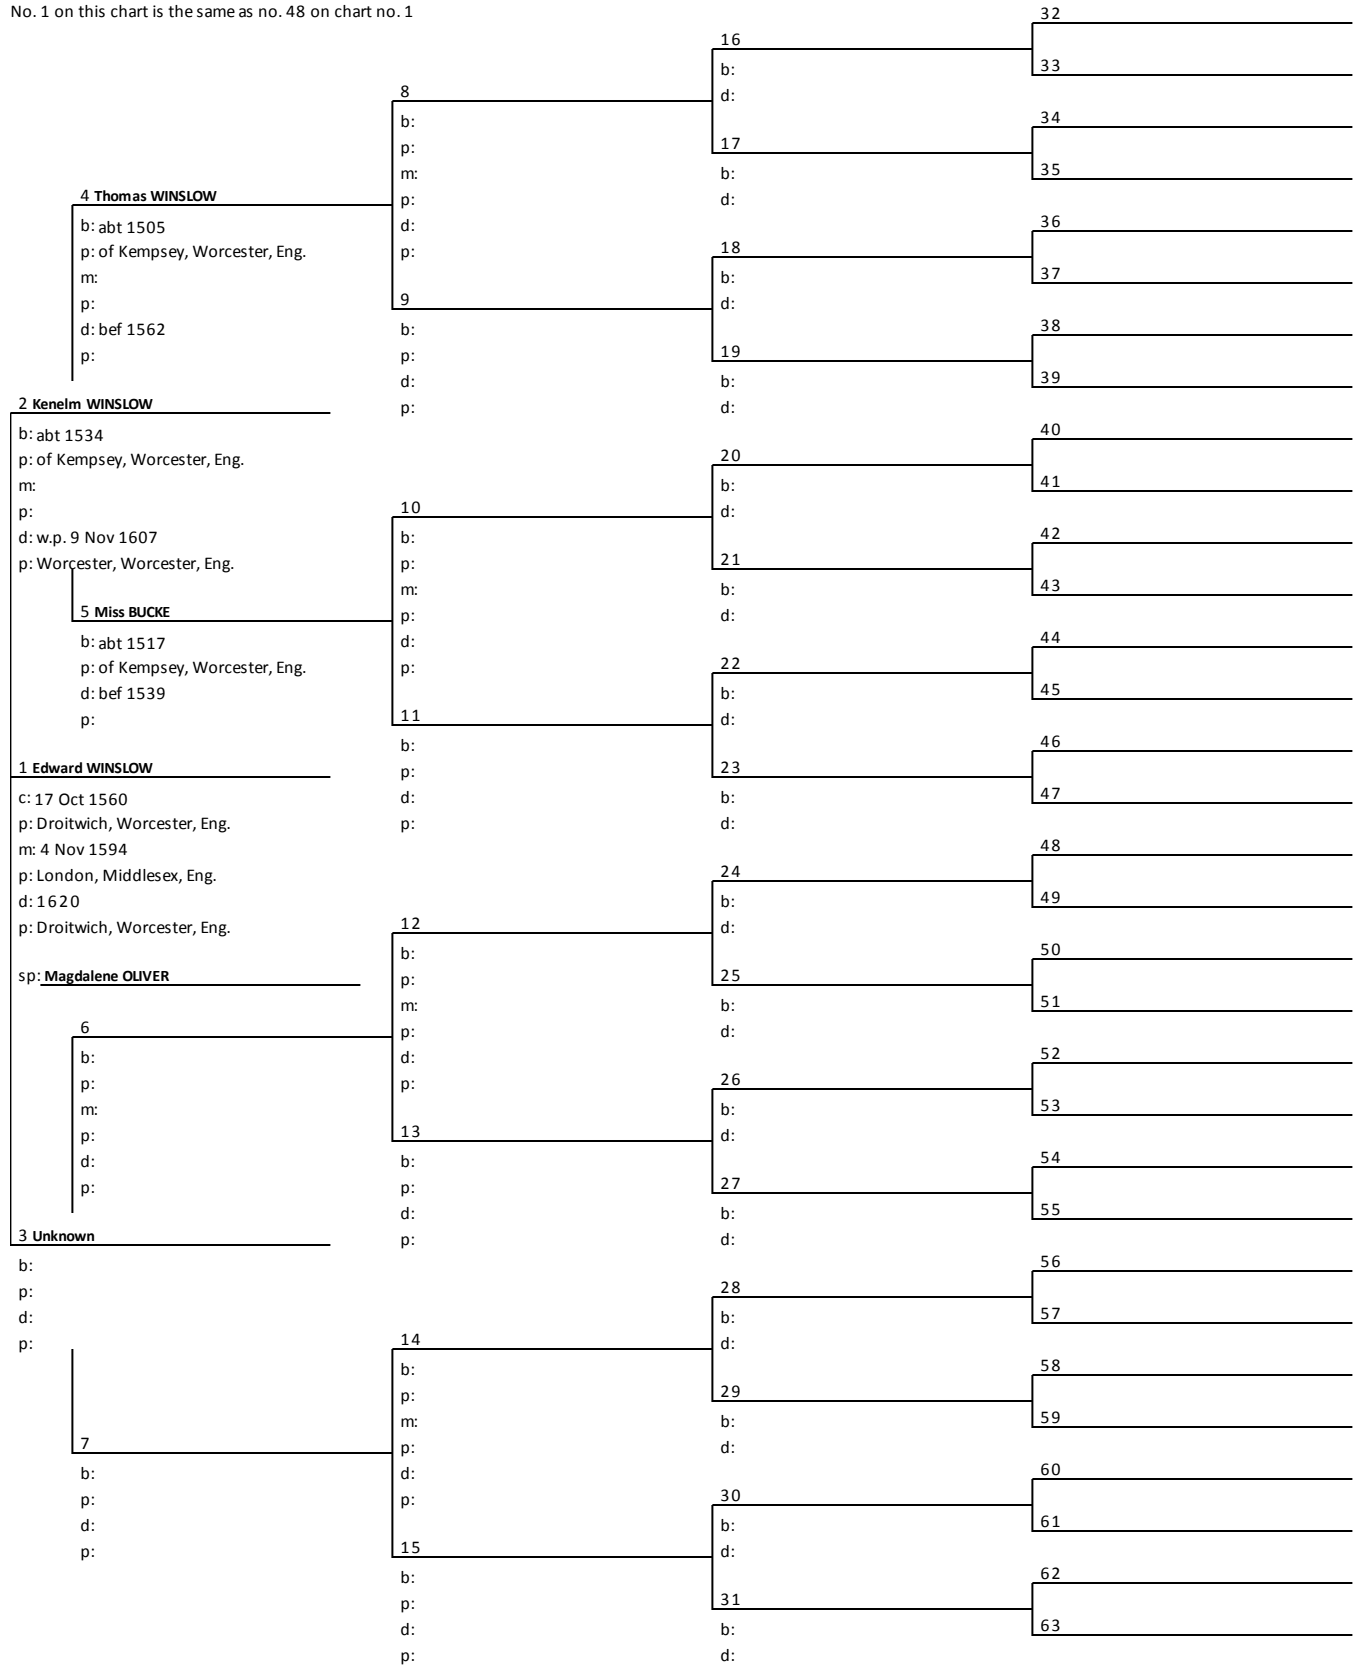 No. 1 on this chart is the same as no. 48 on chart no. 1
4 Thomas WINSLOW
b: abt 1505
p: of Kempsey, Worcester, Eng.
m:
p:
d: bef 1562
p:
2 Kenelm WINSLOW
b: abt 1534
p: of Kempsey, Worcester, Eng.
m:
p:
d: w.p. 9 Nov 1607
p: Worcester, Worcester, Eng.
5 Miss BUCKE
b: abt 1517
p: of Kempsey, Worcester, Eng.
d: bef 1539
p:
1 Edward WINSLOW
c: 17 Oct 1560
p: Droitwich, Worcester, Eng.
m: 4 Nov 1594
p: London, Middlesex, Eng.
d: 1620
p: Droitwich, Worcester, Eng.
sp: Magdalene OLIVER
6
b:
p:
m:
p:
d:
p:
3 Unknown
b:
p:
d:
p:
7
b:
p:
d:
p:
8
b:
p:
m:
p:
d:
p:
9
b:
p:
d:
p:
10
b:
p:
m:
p:
d:
p:
11
b:
p:
d:
p:
12
b:
p:
m:
p:
d:
p:
13
b:
p:
d:
p:
14
b:
p:
m:
p:
d:
p:
15
b:
p:
d:
p:
16
b:
d:
17
b:
d:
18
b:
d:
19
b:
d:
20
b:
d:
21
b:
d:
22
b:
d:
23
b:
d:
24
b:
d:
25
b:
d:
26
b:
d:
27
b:
d:
28
b:
d:
29
b:
d:
30
b:
d:
31
b:
d:
32
33
34
35
36
37
38
39
40
41
42
43
44
45
46
47
48
49
50
51
52
53
54
55
56
57
58
59
60
61
62
63